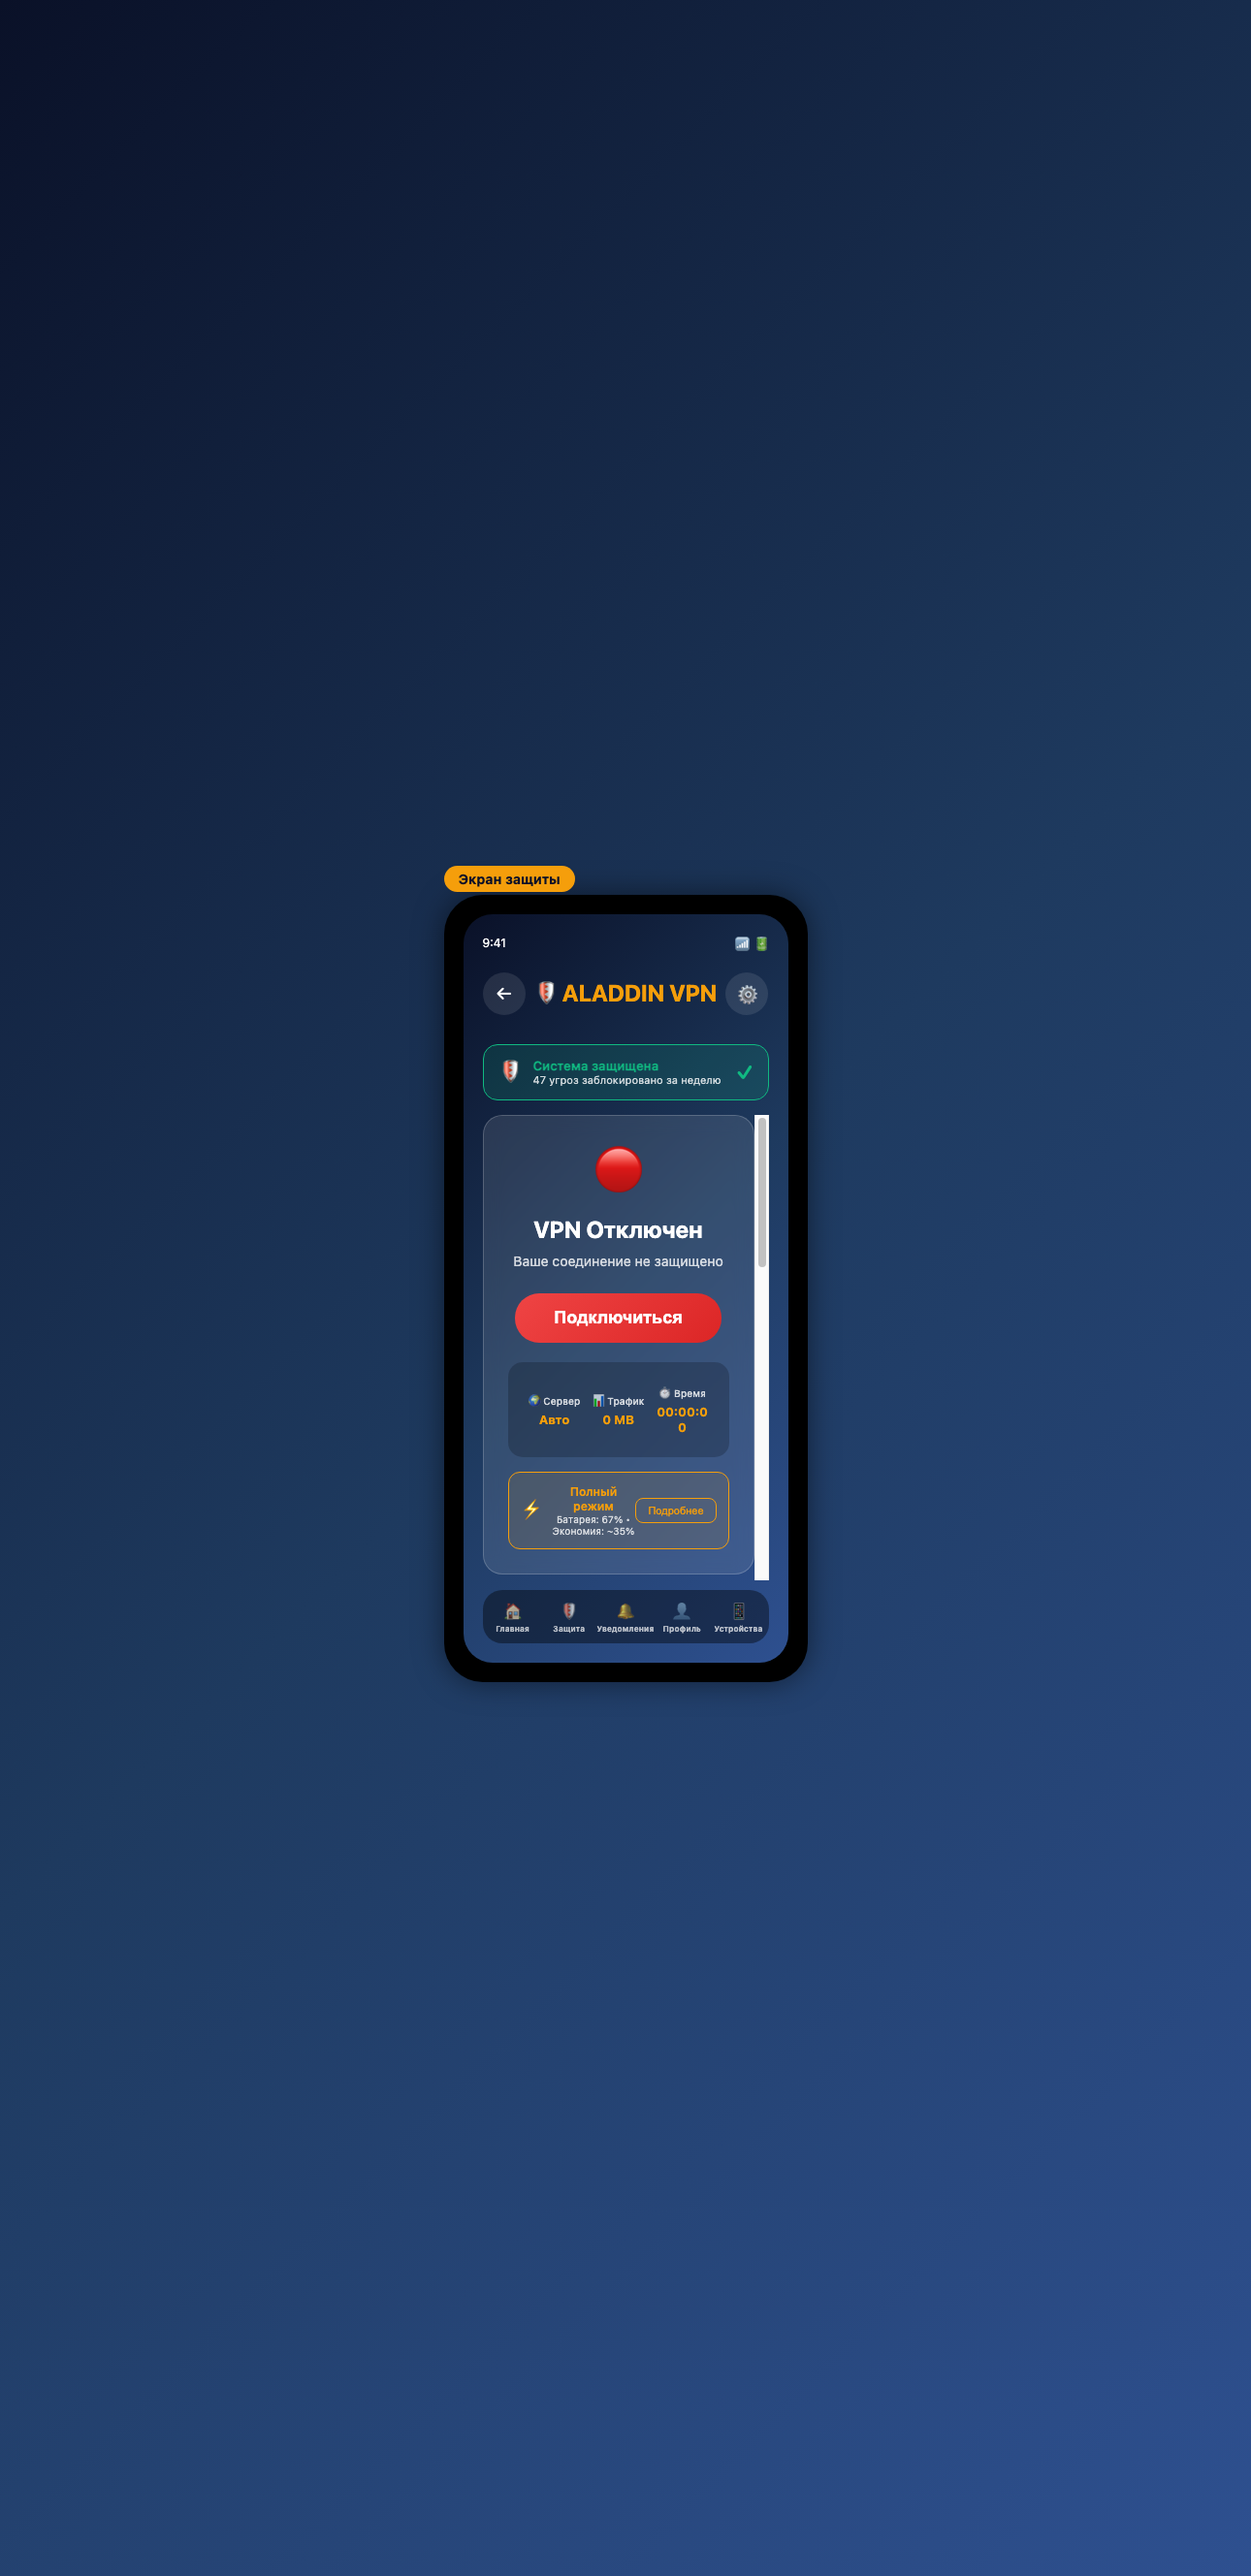 Экран защиты
9:41
ALADDIN VPN
Система защищена
47 угроз заблокировано за неделю
VPN Отключен
Ваше соединение не защищено
Подключиться
Сервер
Авто
Трафик
0 MB
Время
00:00:0
0
Полный
режим
Батарея: 67% •
Экономия: ~35%
Подробнее
Главная
Защита
Уведомления
Профиль
Устройства